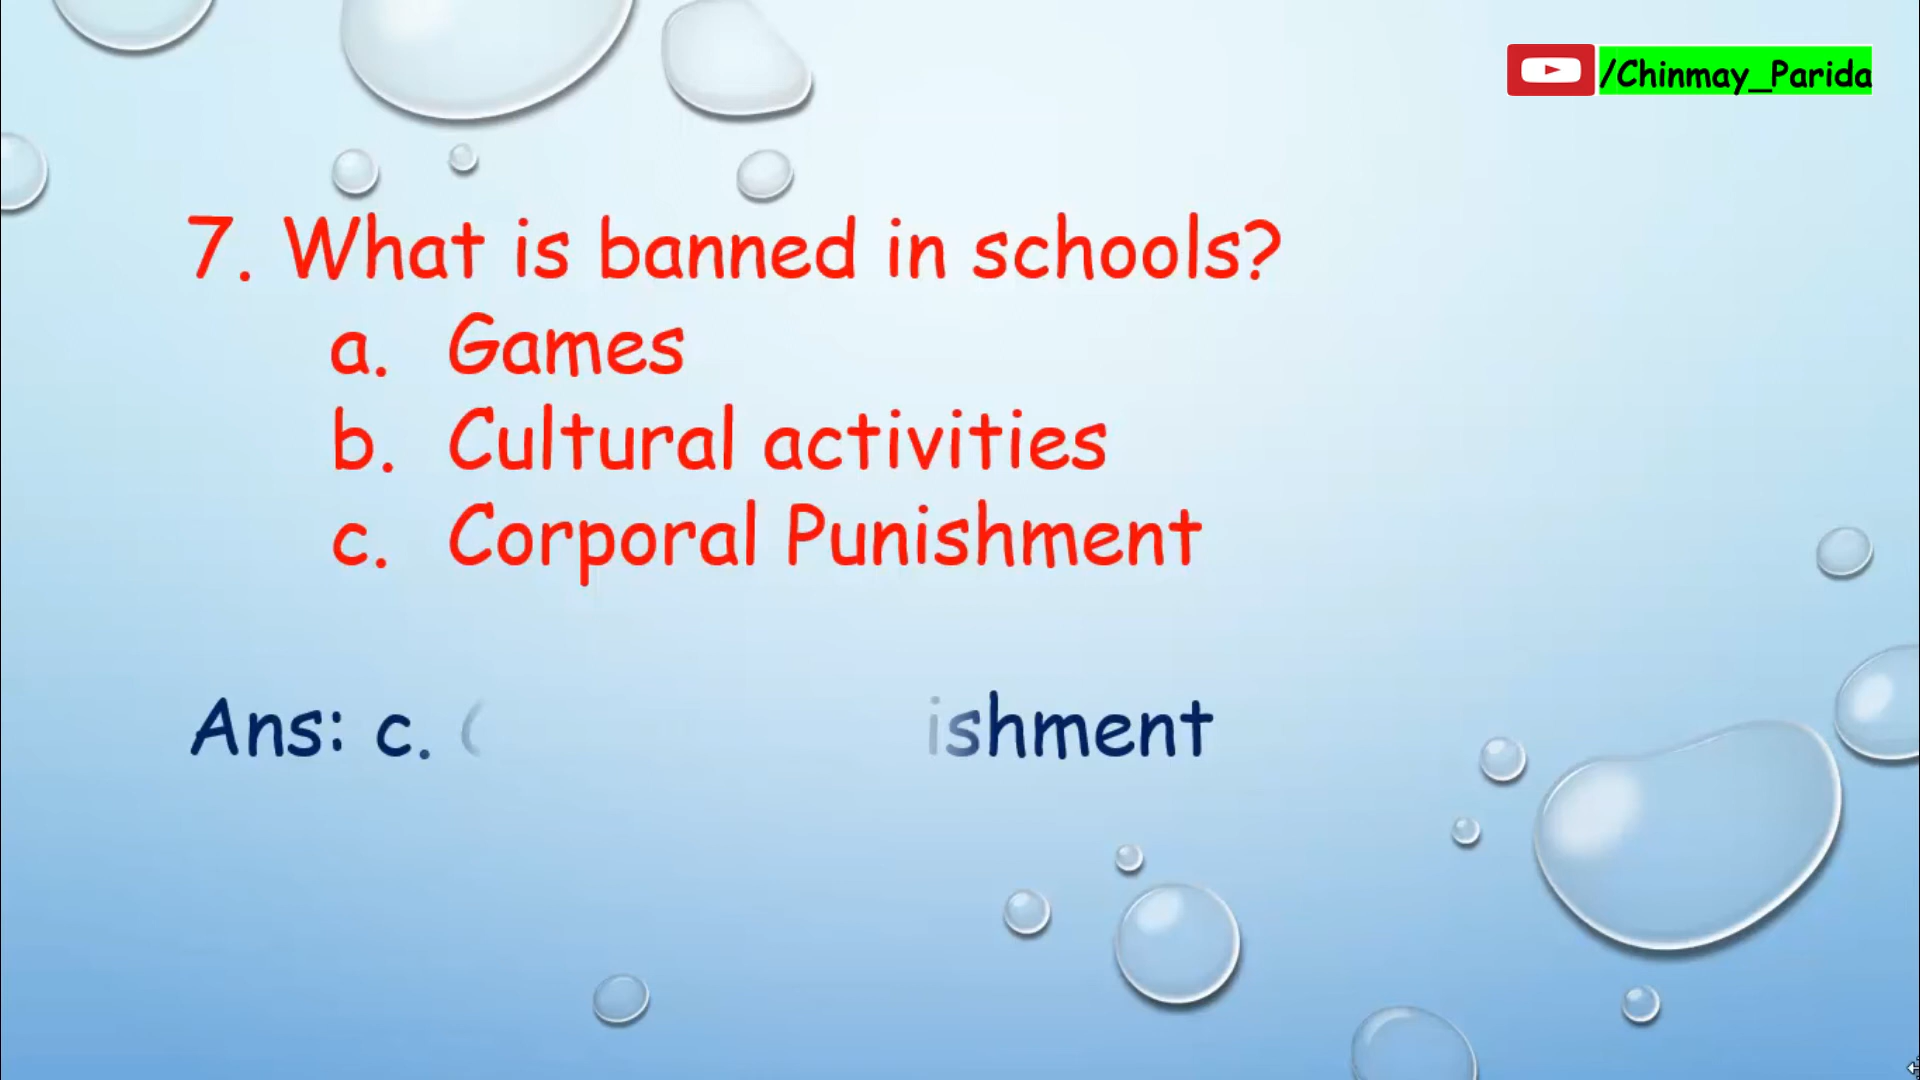 /Chinmay_Parida
7. What is banned in schools?
a. Games
b. Cultural activities
c. Corporal Punishment
Ans: c. ishment